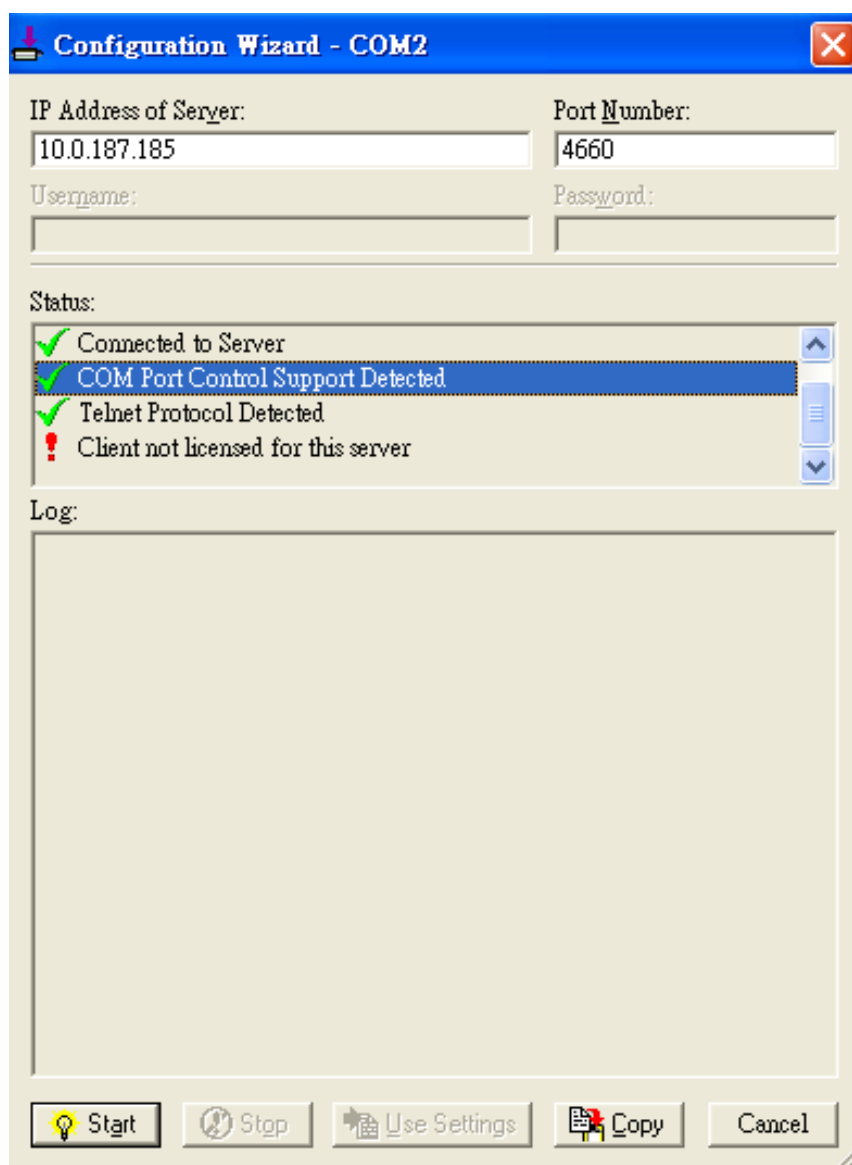 Configuration Wizard - COM2
IP Address of Server: Port Number:
10.0.187.185 4660
Username: Password:
Status:
Connected to Server
COM Port Control Support Detected
Telnet Protocol Detected
Client not licensed for this server
Log:
Start Stop Use Settings Copy Cancel